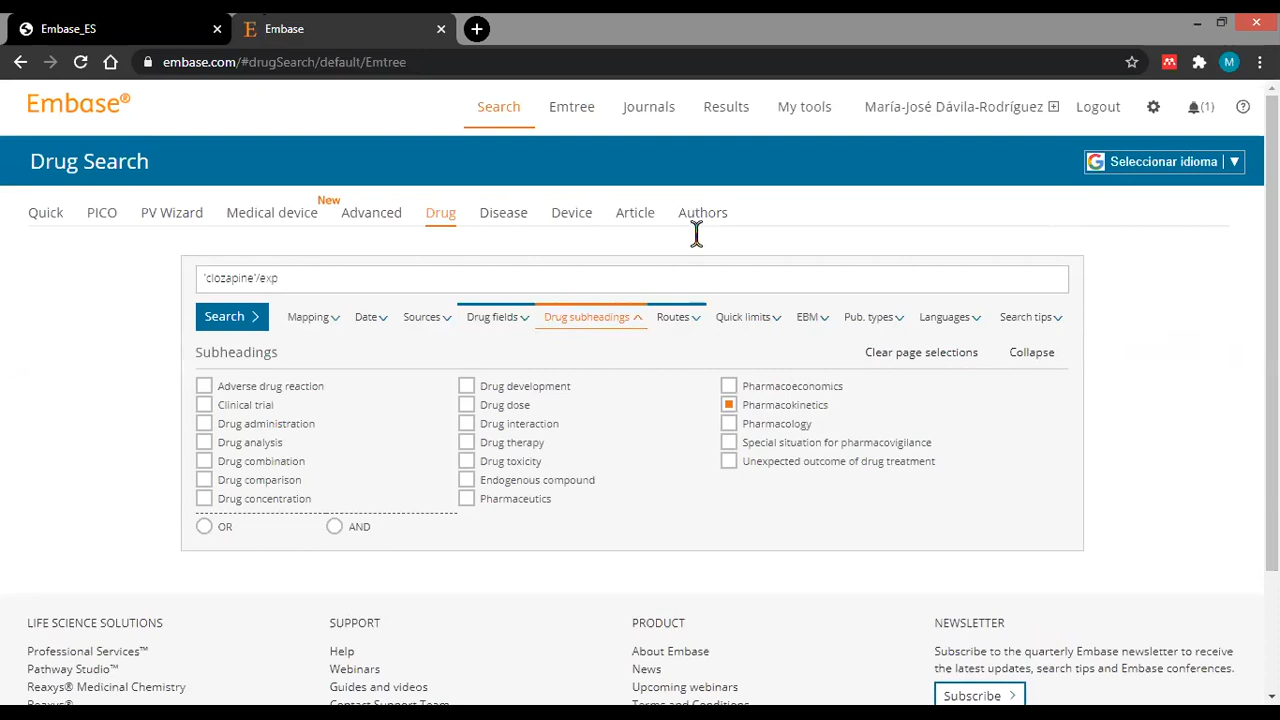 Embase_ES
Embase
embase.com/#drugSearch/default/Emtree
M
Embase®
Search Emtree Journals Results My tools María-José Dávila-Rodríguez Logout (1)
Drug Search
Seleccionar idioma
New
Quick PICO PV Wizard Medical device Advanced Drug Disease Device Article Authors
'clozapine'/exp
Search > Mapping Date Sources Drug fields Drug subheadings Routes Quick limits EBM Pub. types Languages Search tips
Subheadings Clear page selections Collapse
Adverse drug reaction Drug development Pharmacoeconomics
Clinical trial Drug dose Pharmacokinetics
Drug administration Drug interaction Pharmacology
Drug analysis Drug therapy Special situation for pharmacovigilance
Drug combination Drug toxicity Unexpected outcome of drug treatment
Drug comparison Endogenous compound
Drug concentration Pharmaceutics
OR AND
LIFE SCIENCE SOLUTIONS SUPPORT PRODUCT NEWSLETTER
Professional Services™ Help About Embase Subscribe to the quarterly Embase newsletter to receive
Pathway Studio™ Webinars News the latest updates, search tips and Embase conferences.
Reaxys® Medicinal Chemistry Guides and videos Upcoming webinars Subscribe >
Reaxys® Contact Support Team Terms and Conditions